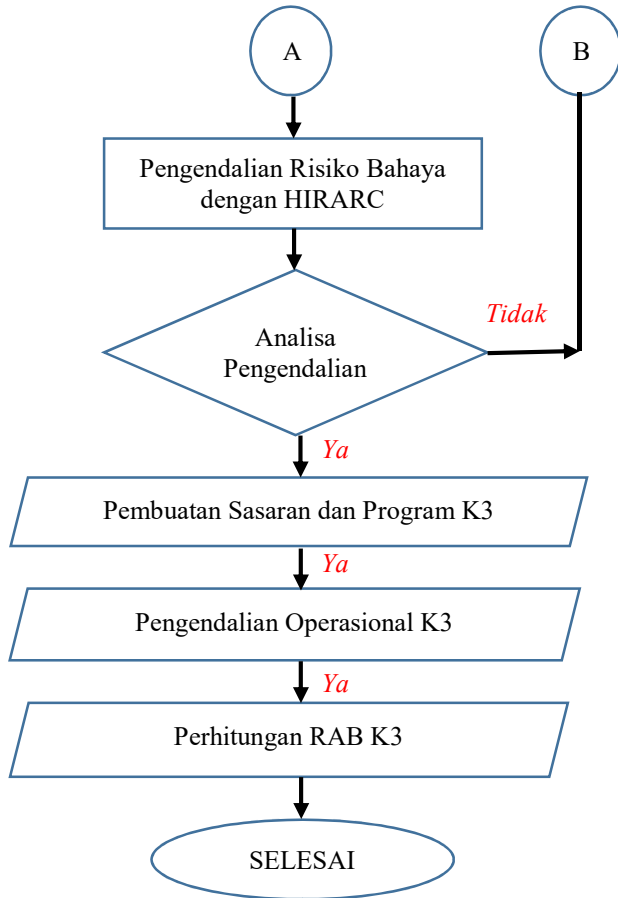 A
B
Pengendalian Risiko Bahaya
dengan HIRARC
Tidak
Analisa
Pengendalian
Ya
Pembuatan Sasaran dan Program K3
Ya
Pengendalian Operasional K3
Ya
Perhitungan RAB K3
SELESAI